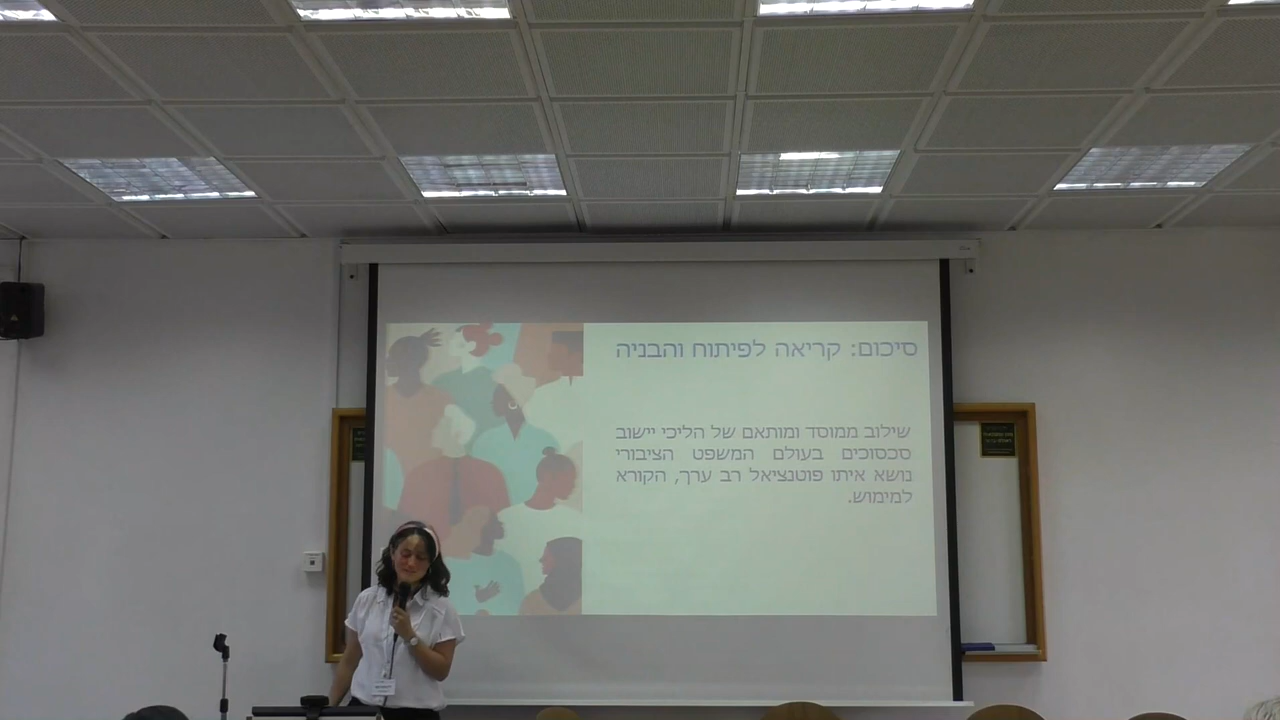 סיכום: קריאה לפיתוח והבניה
שילוב ממוסד ומותאם של הליכי יישוב
סכסוכים בעולם המשפט הציבורי
נושא איתו פוטנציאל רב ערך, הקורא
למימוש.